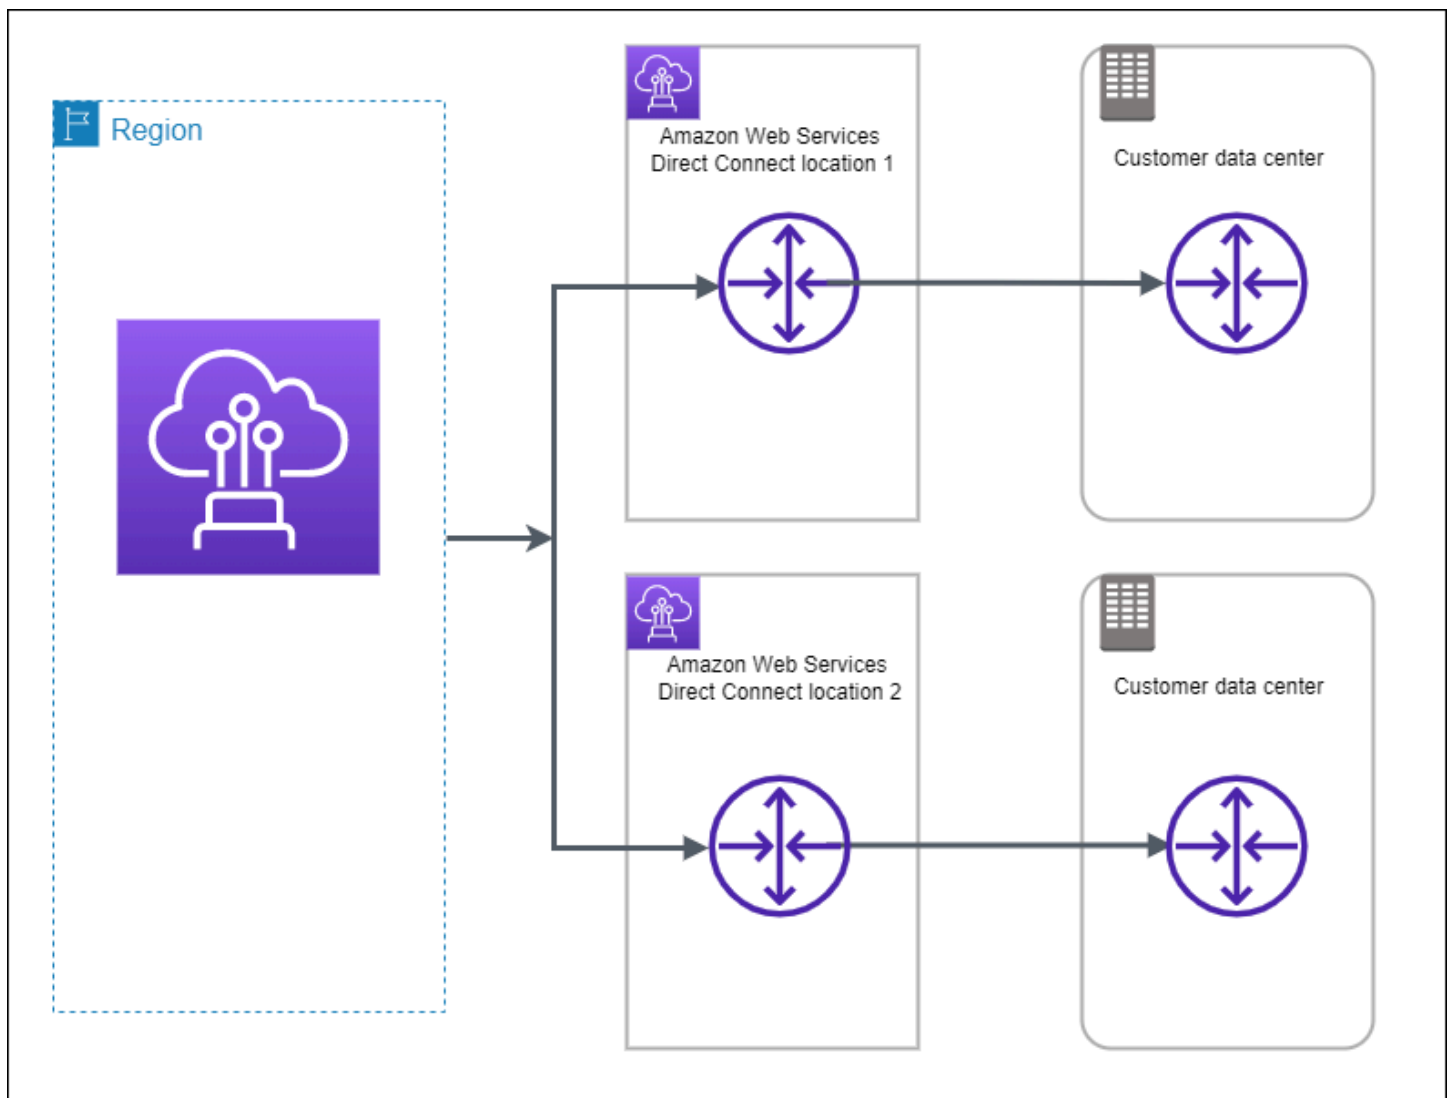 Region
Amazon Web Services
Direct Connect location 1
Customer data center
Amazon Web Services
Direct Connect location 2
Customer data center